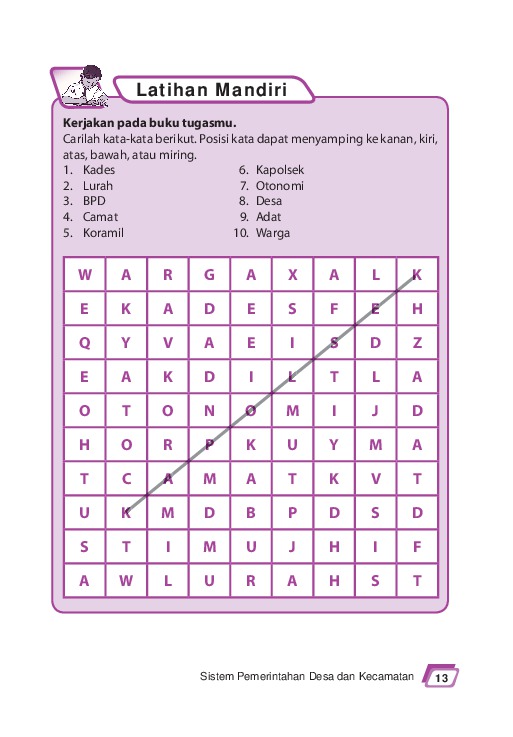 Latihan Mandiri
Kerjakan pada buku tugasmu.
Carilah kata-kata berikut. Posisi kata dapat menyamping ke kanan, kiri,
atas, bawah, atau miring.
1. Kades
2. Lurah
3. BPD
4. Camat
5. Koramil
6. Kapolsek
7. Otonomi
8. Desa
9. Adat
10. Warga
W A R G A X A L K
E K A D E S F E H
Q Y V A E I S D Z
E A K D I L T L A
O T O N O M I J D
H O R P K U Y M A
T C A M A T K V T
U K M D B P D S D
S T I M U J H I F
A W L U R A H S T
Sistem Pemerintahan Desa dan Kecamatan
13